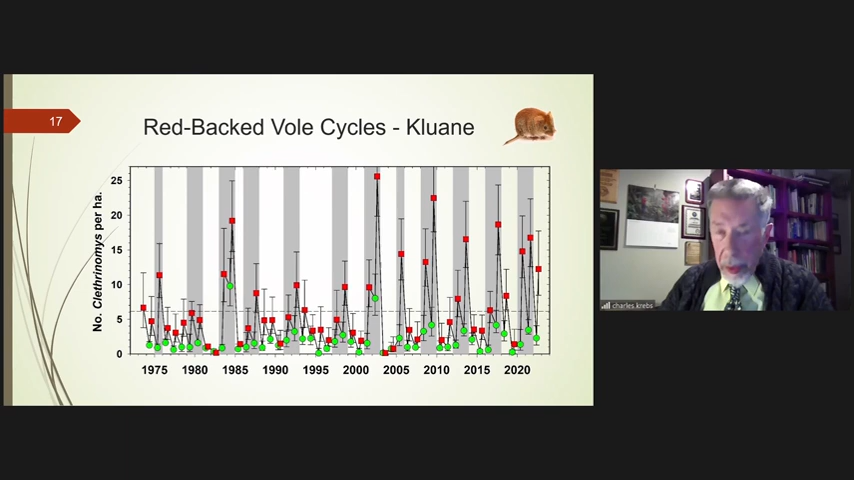 17
Red-Backed Vole Cycles - Kluane
No. Clethrinomys per ha.
25
20
15
10
5
0
1975 1980 1985 1990 1995 2000 2005 2010 2015 2020
charles.krebs